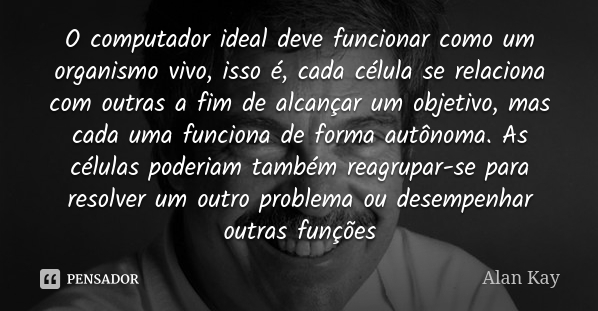 O computador ideal deve funcionar como um
organismo vivo, isso é, cada célula se relaciona
com outras a fim de alcançar um objetivo, mas
cada uma funciona de forma autônoma. As
células poderiam também reagrupar-se para
resolver um outro problema ou desempenhar
outras funções
PENSADOR
Alan Kay